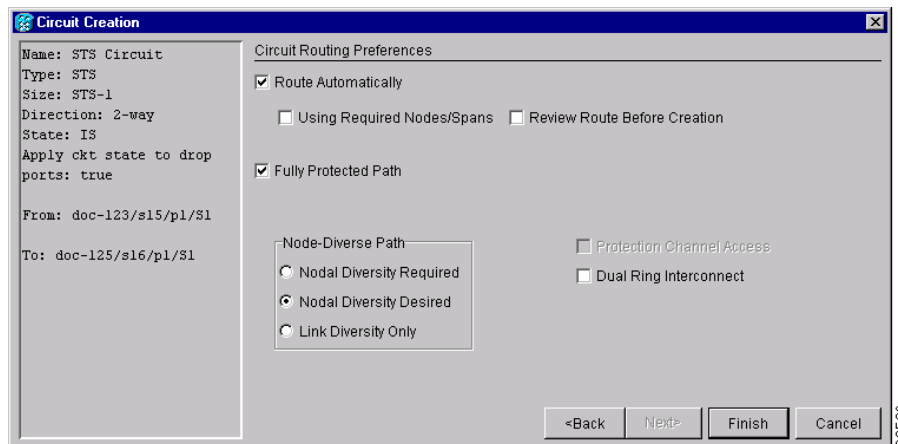 Circuit Creation
Name: STS Circuit
Type: STS
Size: STS-1
Direction: 2-way
State: IS
Apply ckt state to drop
ports: true
From: doc-123/s15/p1/S1
To: doc-125/s16/p1/S1
Circuit Routing Preferences
Route Automatically
Using Required Nodes/Spans
Review Route Before Creation
Fully Protected Path
Node-Diverse Path
Nodal Diversity Required
Nodal Diversity Desired
Link Diversity Only
Protection Channel Access
Dual Ring Interconnect
<Back
Next>
Finish
Cancel